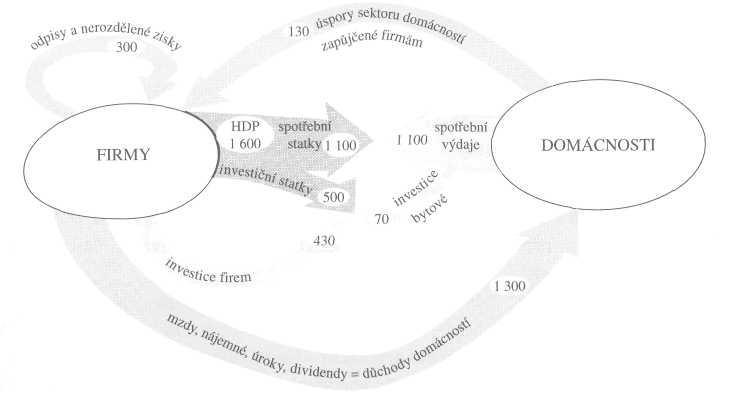 130 úspory sektoru domácností
zapůjčené firmám
odpisy a nerozdělené zisky
300
FIRMY
HDP
1 600
spotřební
statky 1 100
1 100 spotřební
výdaje
DOMÁCNOSTI
investiční statky
500
investice
bytové
70
430
investice firem
1 300
mzdy, nájemné, úroky, dividendy = důchody domácností